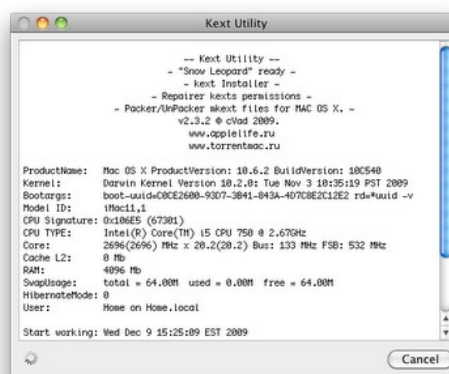 Kext Utility
-- Kext Utility --
- "Snow Leopard" ready -
- kext Installer -
- Repairer kexts permissions -
- Packer/UnPacker mkext files for MAC OS X. -
v2.3.2 © cVad 2009.
www.applelife.ru
www.torrentmac.ru
ProductName: Mac OS X ProductVersion: 10.6.2 BuildVersion: 10C540
Kernel: Darwin Kernel Version 10.2.0: Tue Nov 3 10:35:19 PST 2009
Bootargs: boot-uuid=C0CE2600-93D7-3B41-843A-4D7C8E2C12E2 rd=*uuid -v
Model ID: iMac11,1
CPU Signature: 0x106E5 (67301)
CPU TYPE: Intel(R) Core(TM) i5 CPU 750 @ 2.67GHz
Core: 2696(2696) MHz x 20.2(20.2) Bus: 133 MHz FSB: 532 MHz
Cache L2: 0 Mb
RAM: 4096 Mb
SwapUsage: total = 64.00M used = 0.00M free = 64.00M
HibernateMode: 0
User: Home on Home.local
Start working: Wed Dec 9 15:25:09 EST 2009
Cancel